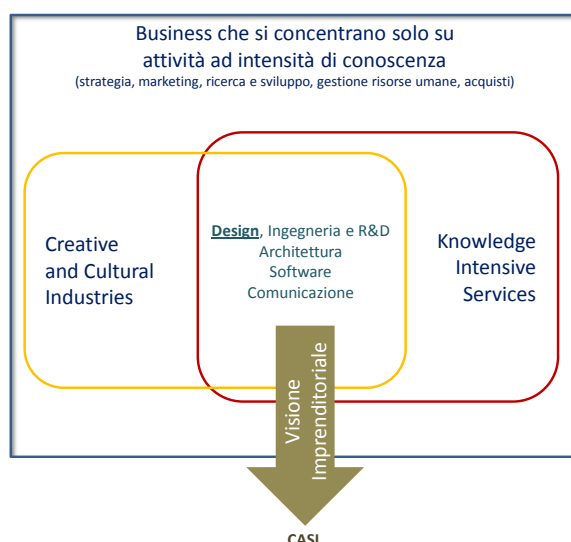 Business che si concentrano solo su
attività ad intensità di conoscenza
(strategia, marketing, ricerca e sviluppo, gestione risorse umane, acquisti)
Creative
and Cultural
Industries
Design, Ingegneria e R&D
Architettura
Software
Comunicazione
Knowledge
Intensive
Services
Visione
Imprenditoriale
CASI